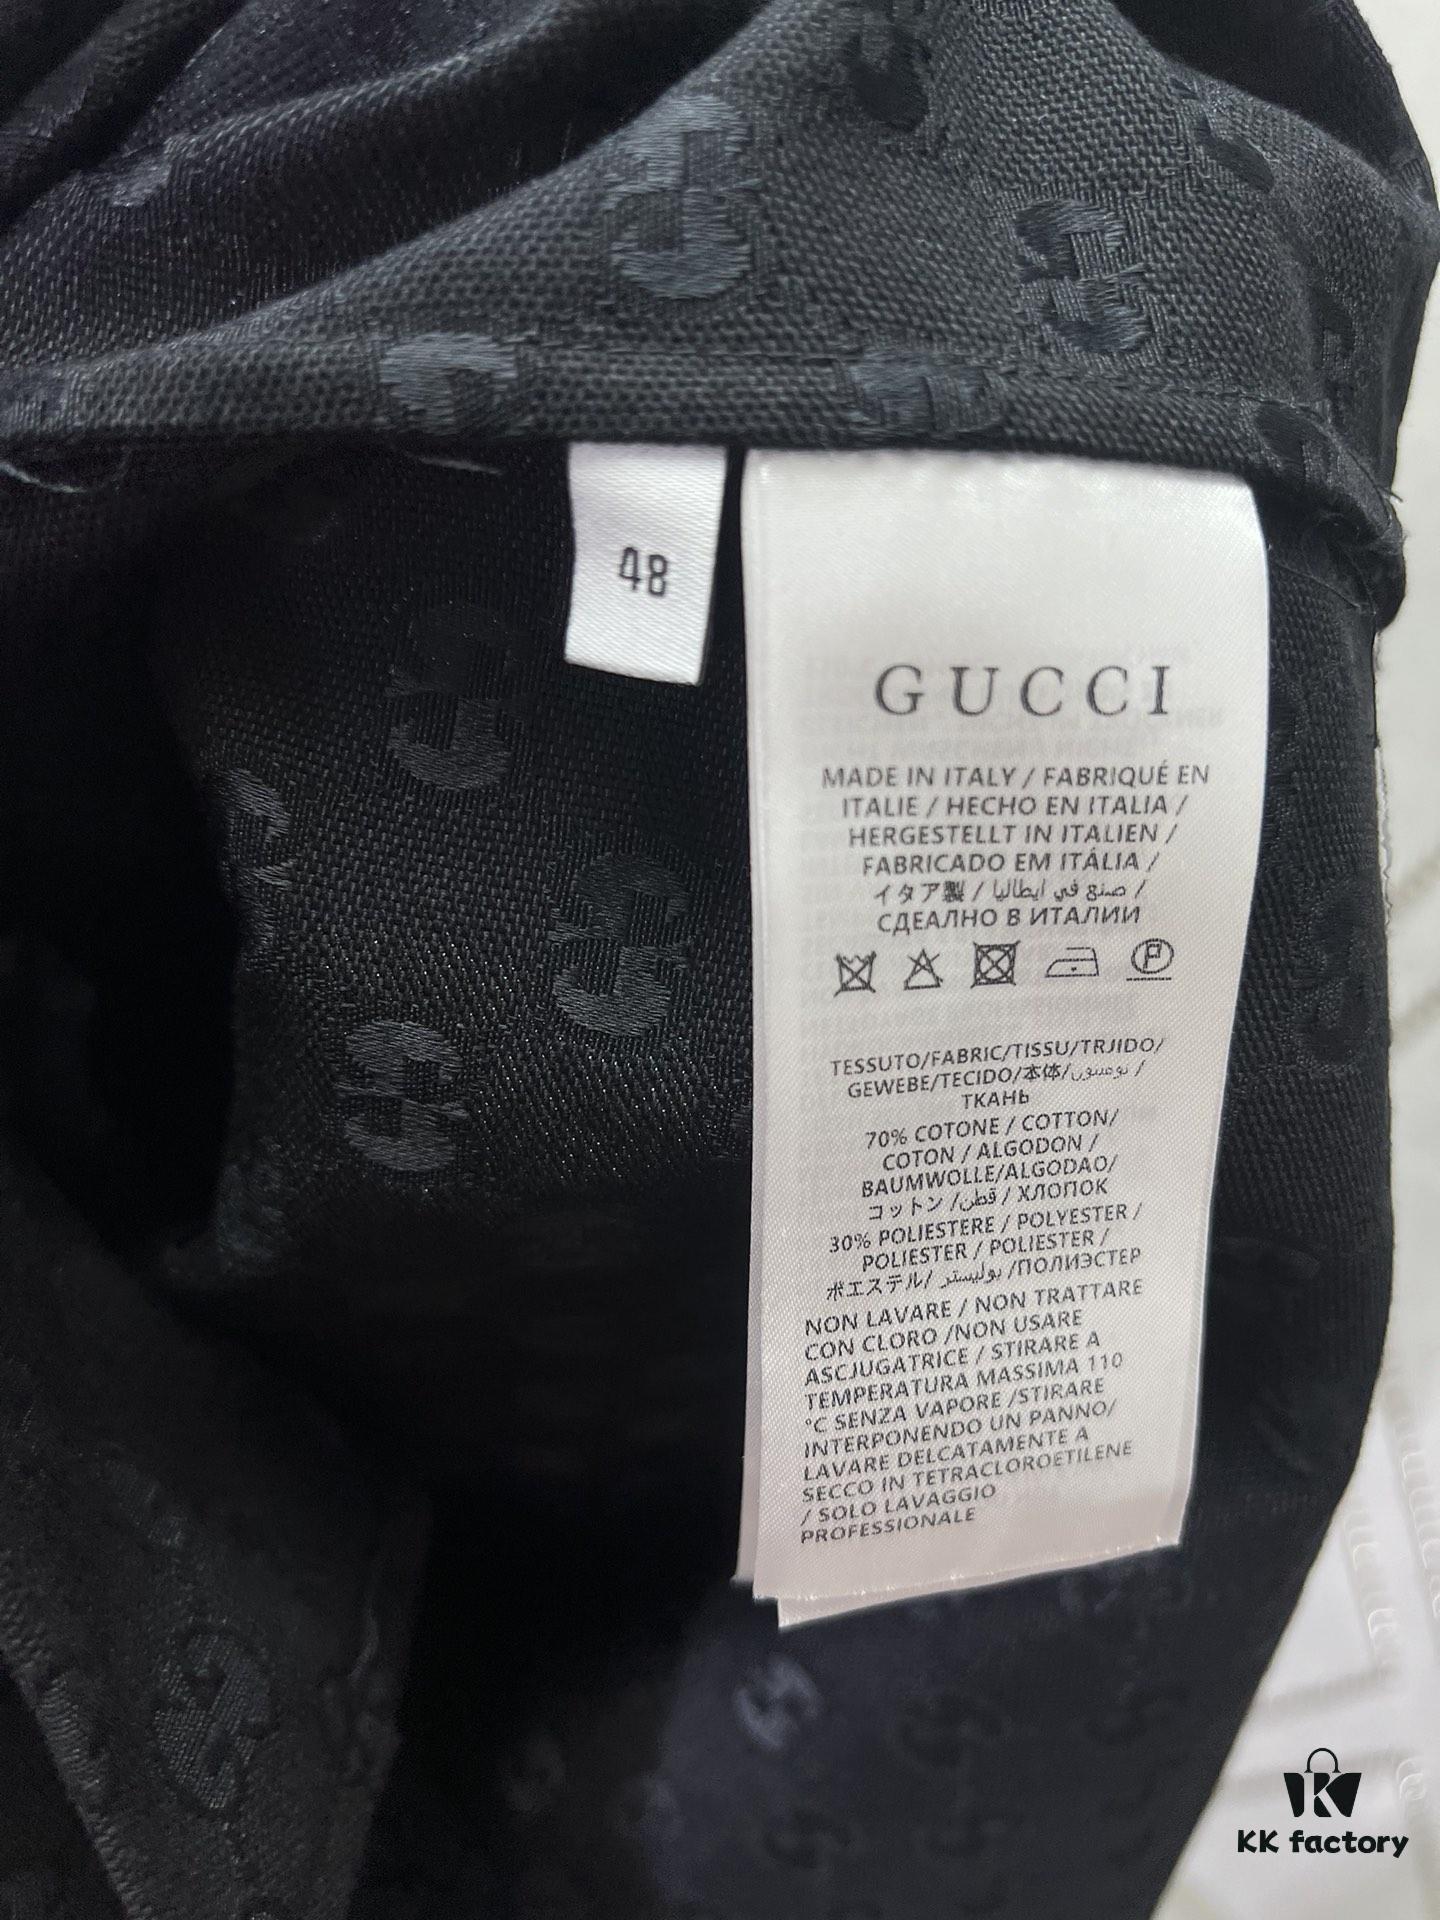 48
GUCCI
MADE IN ITALY / FABRIQUÉ EN
ITALIE / HECHO EN ITALIA /
HERGESTELLT IN ITALIEN /
FABRICADO EM ITÁLIA /
イタア製 / صنع في ايطاليا /
СДЕАЛНО В ИТАЛИИ
P
TESSUTO/FABRIC/TISSU/TRJIDO/
GEWEBE/TECIDO/本体/ /
ТКАНЬ
70% COTONE / COTTON/
COTON / ALGODON /
BAUMWOLLE/ALGODAO/
コットン /قطن/ ХЛОПОК
30% POLIESTERE / POLYESTER /
POLIESTER / POLIESTER /
ポエステル/ بوليستر /ПОЛИЭСТЕР
NON LAVARE / NON TRATTARE
CON CLORO /NON USARE
ASCJUGATRICE / STIRARE A
TEMPERATURA MASSIMA 110
°C SENZA VAPORE /STIRARE
INTERPONENDO UN PANNO/
LAVARE DELCATAMENTE A
SECCO IN TETRACLOROETILENE
/ SOLO LAVAGGIO
PROFESSIONALE
KK factory